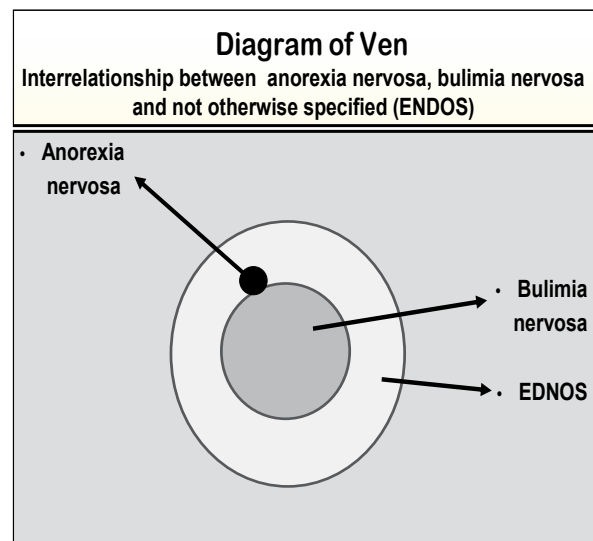 Diagram of Ven
Interrelationship between anorexia nervosa, bulimia nervosa
and not otherwise specified (ENDOS)
• Anorexia
nervosa
• Bulimia
nervosa
• EDNOS